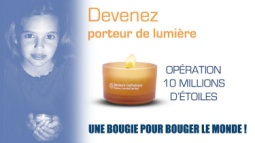 Devenez
porteur de lumière
OPÉRATION
10 MILLIONS
D'ÉTOILES
UNE BOUGIE POUR BOUGER LE MONDE !